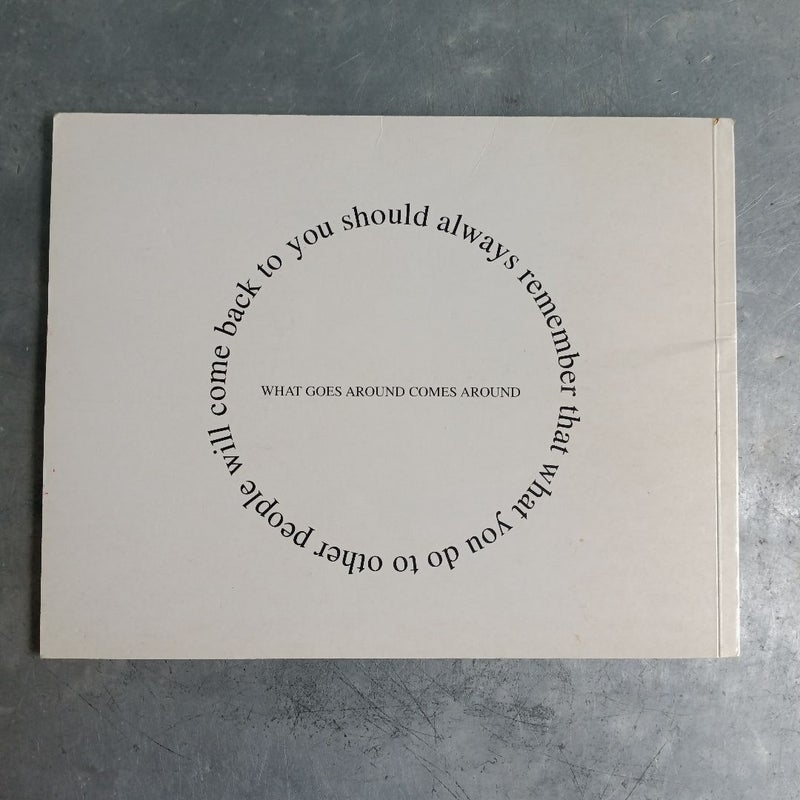 you should always remember that what you do to other people will come back to
WHAT GOES AROUND COMES AROUND